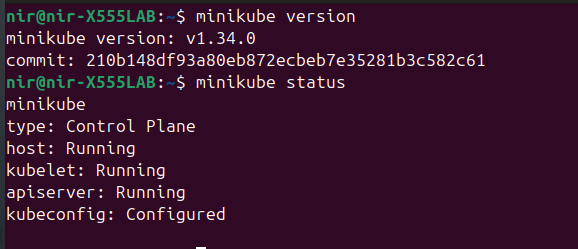 nir@nir-X555LAB:~$ minikube version
minikube version: v1.34.0
commit: 210b148df93a80eb872ecbeb7e35281b3c582c61
nir@nir-X555LAB:~$ minikube status
minikube
type: Control Plane
host: Running
kubelet: Running
apiserver: Running
kubeconfig: Configured